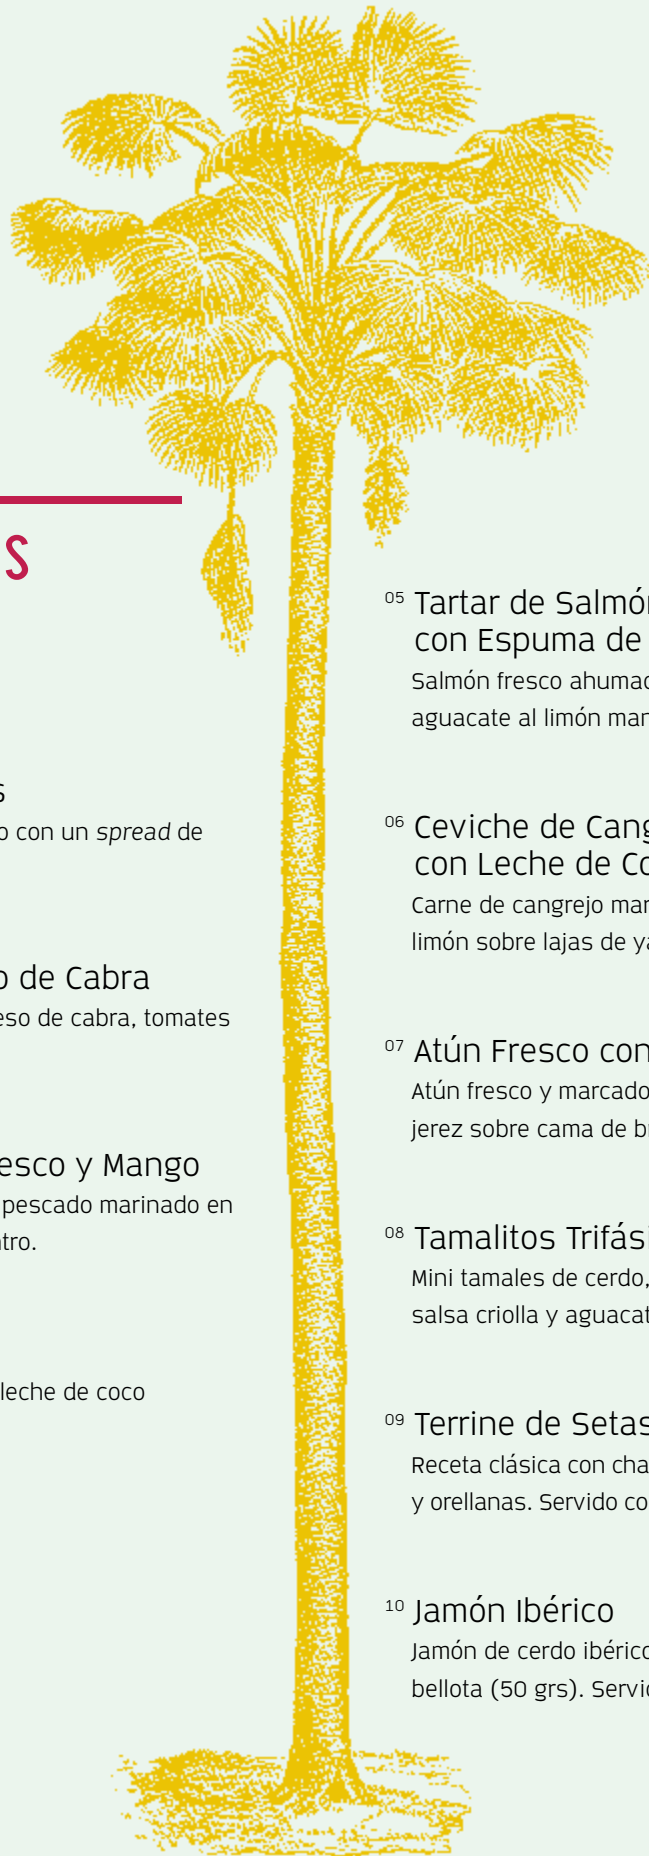 S
s
o con un spread de
o de Cabra
eso de cabra, tomates
esco y Mango
pescado marinado en
tro.
leche de coco
05 Tartar de Salmón
con Espuma de
Salmón fresco ahumad
aguacate al limón mar
06 Ceviche de Cang
con Leche de Co
Carne de cangrejo mar
limón sobre lajas de ya
07 Atún Fresco con
Atún fresco y marcado
jerez sobre cama de br
08 Tamalitos Trifási
Mini tamales de cerdo,
salsa criolla y aguacat
09 Terrine de Setas
Receta clásica con cha
y orellanas. Servido co
10 Jamón Ibérico
Jamón de cerdo ibérico
bellota (50 grs). Servid